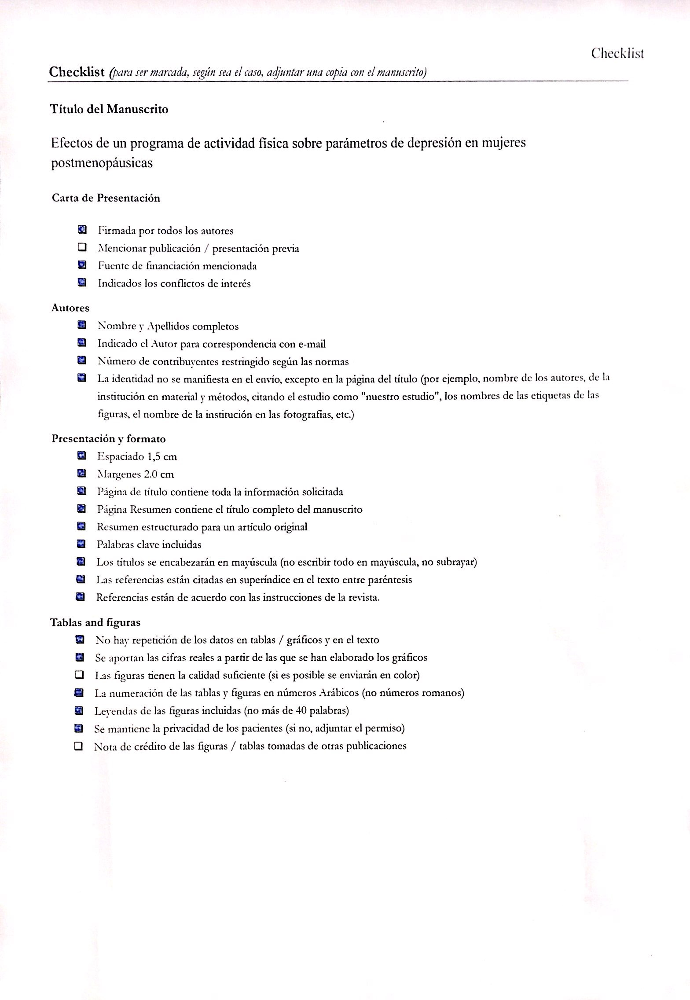 Checklist
Checklist (para ser marcada, según sea el caso, adjuntar una copia con el manuscrito)
Título del Manuscrito
Efectos de un programa de actividad física sobre parámetros de depresión en mujeres
postmenopáusicas
Carta de Presentación
Firmada por todos los autores
Mencionar publicación / presentación previa
Fuente de financiación mencionada
Indicados los conflictos de interés
Autores
Nombre y Apellidos completos
Indicado el Autor para correspondencia con e-mail
Número de contribuyentes restringido según las normas
La identidad no se manifiesta en el envío, excepto en la página del título (por ejemplo, nombre de los autores, de la
institución en material y métodos, citando el estudio como "nuestro estudio", los nombres de las etiquetas de las
figuras, el nombre de la institución en las fotografías, etc.)
Presentación y formato
Espaciado 1,5 cm
Margenes 2.0 cm
Página de título contiene toda la información solicitada
Página Resumen contiene el título completo del manuscrito
Resumen estructurado para un artículo original
Palabras clave incluidas
Los títulos se encabezarán en mayúscula (no escribir todo en mayúscula, no subrayar)
Las referencias están citadas en superíndice en el texto entre paréntesis
Referencias están de acuerdo con las instrucciones de la revista.
Tablas and figuras
No hay repetición de los datos en tablas / gráficos y en el texto
Se aportan las cifras reales a partir de las que se han elaborado los gráficos
Las figuras tienen la calidad suficiente (si es posible se enviarán en color)
La numeración de las tablas y figuras en números Arábicos (no números romanos)
Leyendas de las figuras incluidas (no más de 40 palabras)
Se mantiene la privacidad de los pacientes (si no, adjuntar el permiso)
Nota de crédito de las figuras / tablas tomadas de otras publicaciones